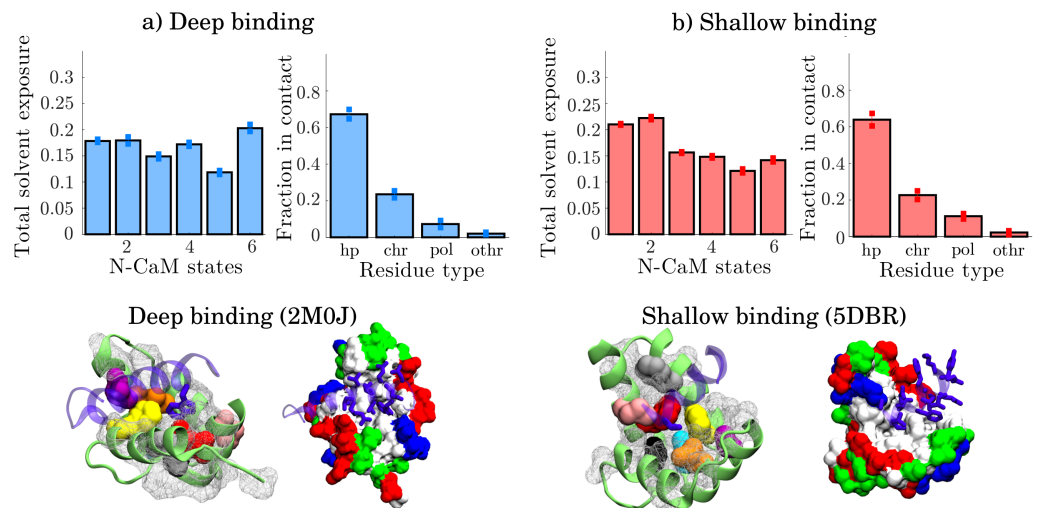 a) Deep binding
Total solvent exposure
0.3
0.25
0.2
0.15
0.1
0.05
0
2
4
6
N-CaM states
Fraction in contact
0.8
0.6
0.4
0.2
0
hp
chr
pol
othr
Residue type
b) Shallow binding
Total solvent exposure
0.3
0.25
0.2
0.15
0.1
0.05
0
2
4
6
N-CaM states
Fraction in contact
0.8
0.6
0.4
0.2
0
hp
chr
pol
othr
Residue type
Deep binding (2M0J)
Shallow binding (5DBR)